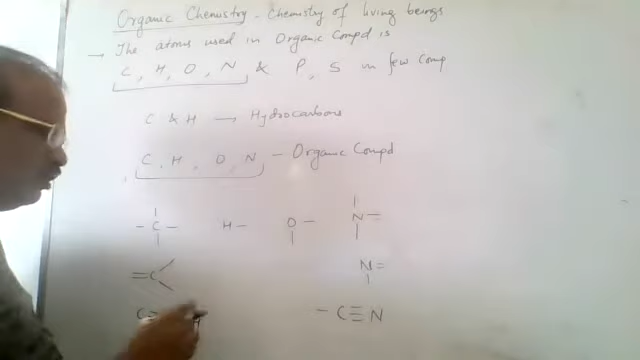 Organic Chemistry - Chemistry of living beings
→ The atoms used in Organic Compd is
C, H, O, N & P, S in few Comp
C & H → Hydrocarbons
C, H, O, N - Organic Compd
- C - H - O - N =
= C N =
C - C ≡ N